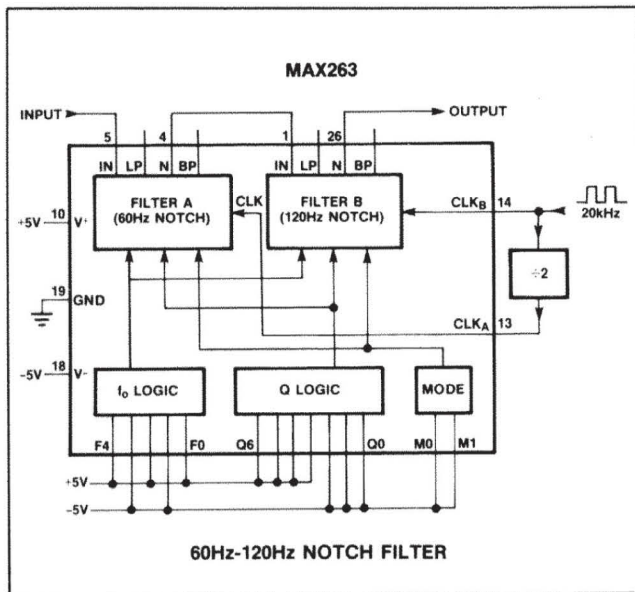 MAX263
INPUT
OUTPUT
5 4 1 26
IN LP N BP IN LP N BP
FILTER A
(60Hz NOTCH)
CLK
FILTER B
(120Hz NOTCH)
CLKB 14
20kHz
+5V 10 V+
÷2
19 GND
CLKA 13
-5V 18 V-
fo LOGIC
Q LOGIC
MODE
F4 F0 Q6 Q0 M0 M1
+5V
-5V
60Hz-120Hz NOTCH FILTER